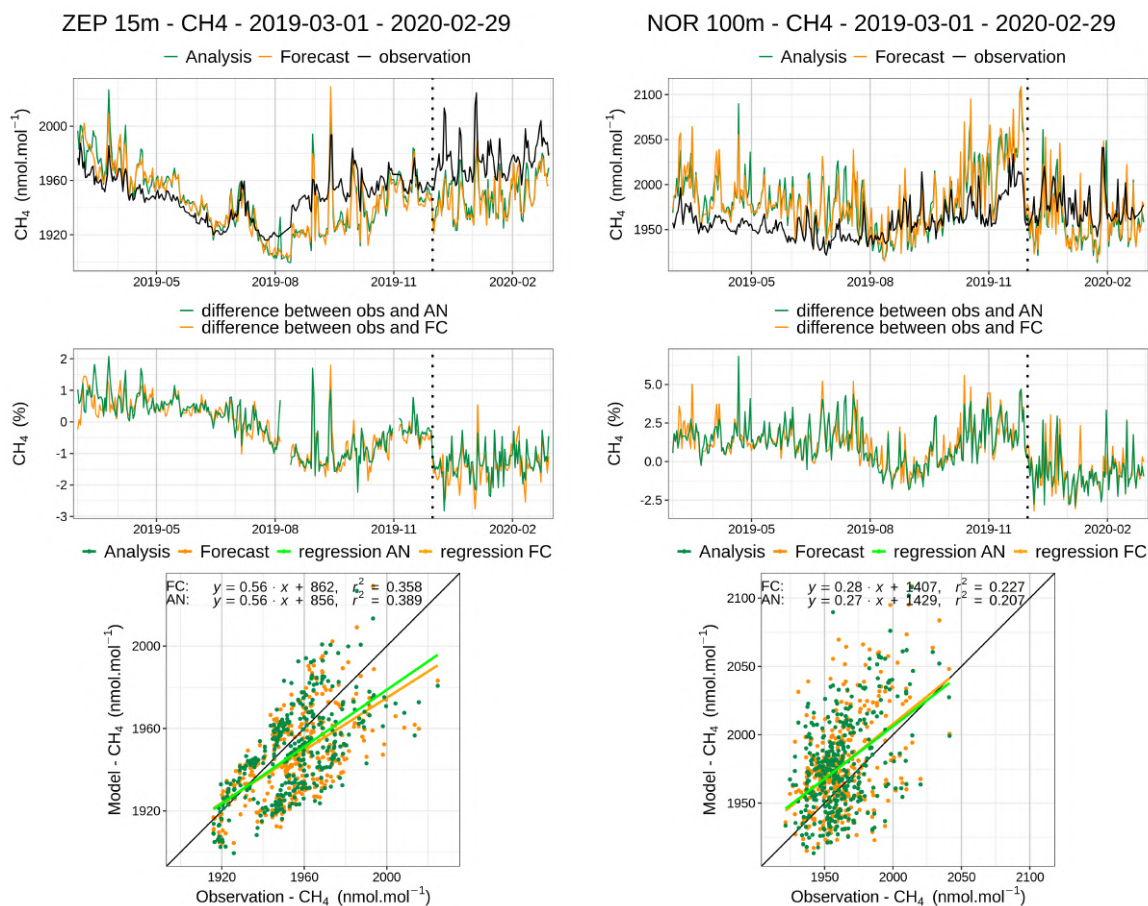 ZEP 15m - CH4 - 2019-03-01 - 2020-02-29
Analysis Forecast observation
CH4 (nmol.mol−1)
2000
1960
1920
2019-05 2019-08 2019-11 2020-02
difference between obs and AN
difference between obs and FC
CH4 (%)
2
1
0
-1
-2
-3
2019-05 2019-08 2019-11 2020-02
Analysis Forecast regression AN regression FC
FC: y = 0.56 · x + 862, r2 = 0.358
AN: y = 0.56 · x + 856, r2 = 0.389
Model - CH4 (nmol.mol−1)
2000
1960
1920
1920 1960 2000
Observation - CH4 (nmol.mol−1)
NOR 100m - CH4 - 2019-03-01 - 2020-02-29
Analysis Forecast observation
CH4 (nmol.mol−1)
2100
2050
2000
1950
2019-05 2019-08 2019-11 2020-02
difference between obs and AN
difference between obs and FC
CH4 (%)
5.0
2.5
0.0
-2.5
2019-05 2019-08 2019-11 2020-02
Analysis Forecast regression AN regression FC
FC: y = 0.28 · x + 1407, r2 = 0.227
AN: y = 0.27 · x + 1429, r2 = 0.207
Model - CH4 (nmol.mol−1)
2100
2050
2000
1950
1950 2000 2050 2100
Observation - CH4 (nmol.mol−1)